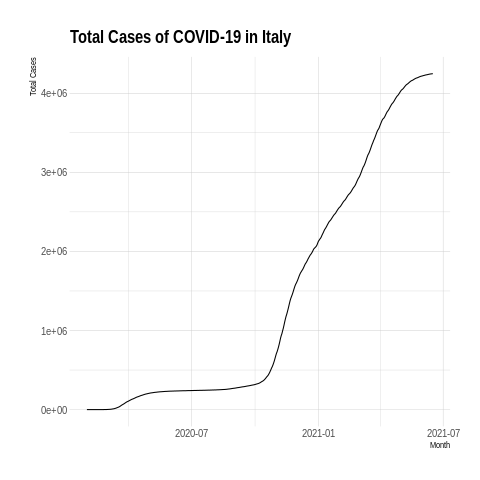 Total Cases of COVID-19 in Italy
Total Cases
4e+06
3e+06
2e+06
1e+06
0e+00
2020-07
2021-01
2021-07
Month